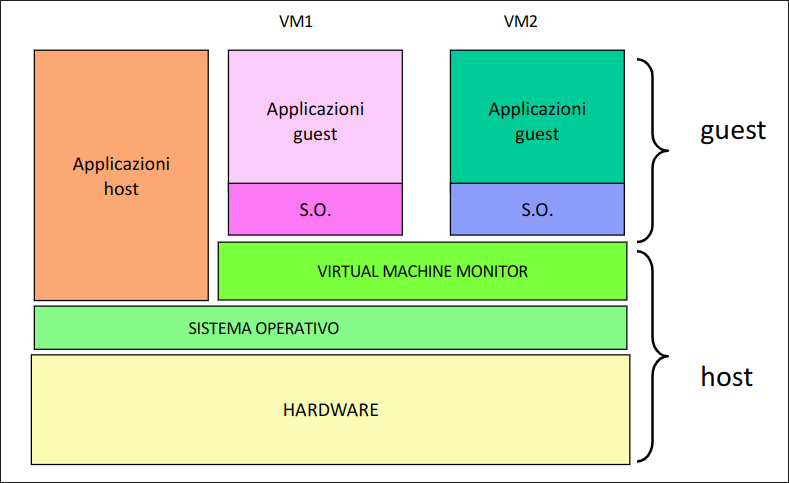 VM1
VM2
Applicazioni
host
Applicazioni
guest
S.O.
Applicazioni
guest
S.O.
guest
VIRTUAL MACHINE MONITOR
SISTEMA OPERATIVO
HARDWARE
host